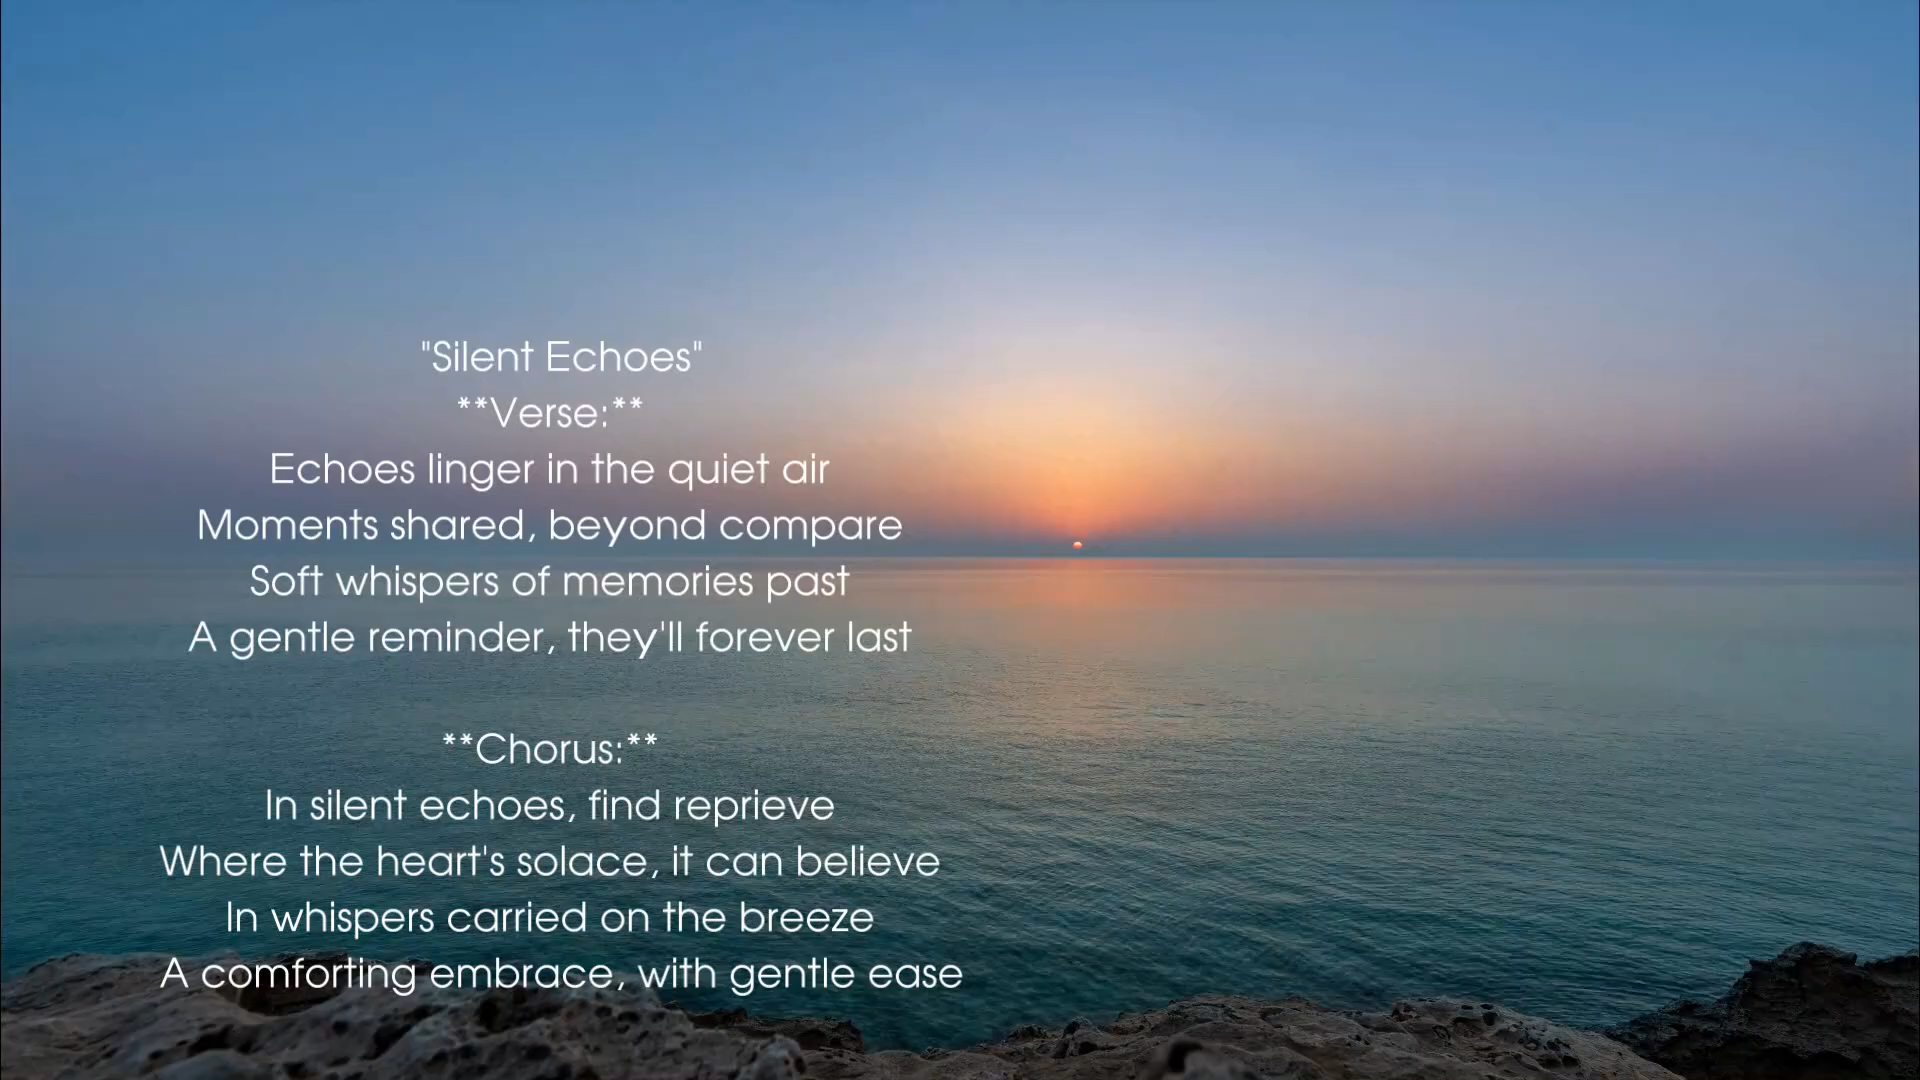 "Silent Echoes"
**Verse:**
Echoes linger in the quiet air
Moments shared, beyond compare
Soft whispers of memories past
A gentle reminder, they'll forever last
**Chorus:**
In silent echoes, find reprieve
Where the heart's solace, it can believe
In whispers carried on the breeze
A comforting embrace, with gentle ease